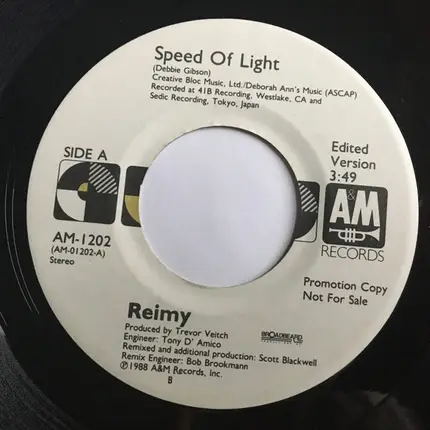 Speed Of Light
(Debbie Gibson)
Creative Bloc Music, Ltd./Deborah Ann's Music (ASCAP)
Recorded at 41B Recording, Westlake, CA and
Sedic Recording, Tokyo, Japan
SIDE A
Edited
Version
3:49
A&M
RECORDS
AM-1202
(AM-01202-A)
Stereo
Promotion Copy
Not For Sale
Reimy
Produced by Trevor Veitch
Engineer: Tony D' Amico
Remixed and additional production: Scott Blackwell
Remix Engineer: Bob Brookmann
℗1988 A&M Records, Inc.
B
BROADBEARD